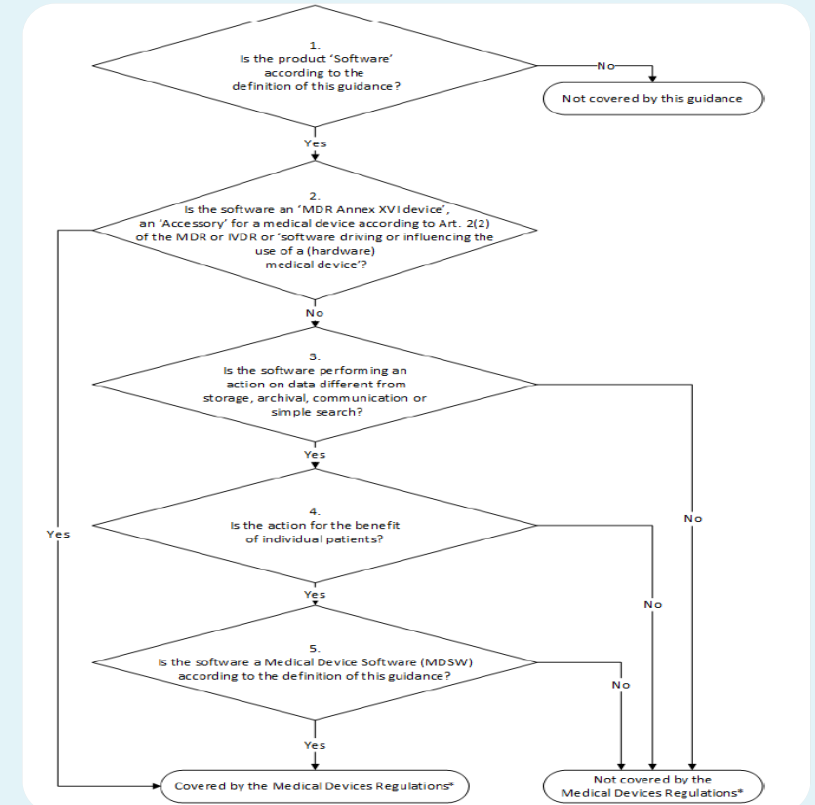 1.
Is the product 'Software'
according to the
definition of this guidance?
No
Not covered by this guidance
Yes
2.
Is the software an 'MDR Annex XVI device',
an 'Accessory' for a medical device according to Art. 2(2)
of the MDR or IVDR or 'software driving or influencing the
use of a (hardware)
medical device'?
No
3.
Is the software performing an
action on data different from
storage, archival, communication or
simple search?
Yes
4.
Is the action for the benefit
of individual patients?
No
Yes
Yes
No
5.
Is the software a Medical Device Software (MDSW)
according to the definition of this guidance?
No
Yes
Covered by the Medical Devices Regulations*
Not covered by the
Medical Devices Regulations*